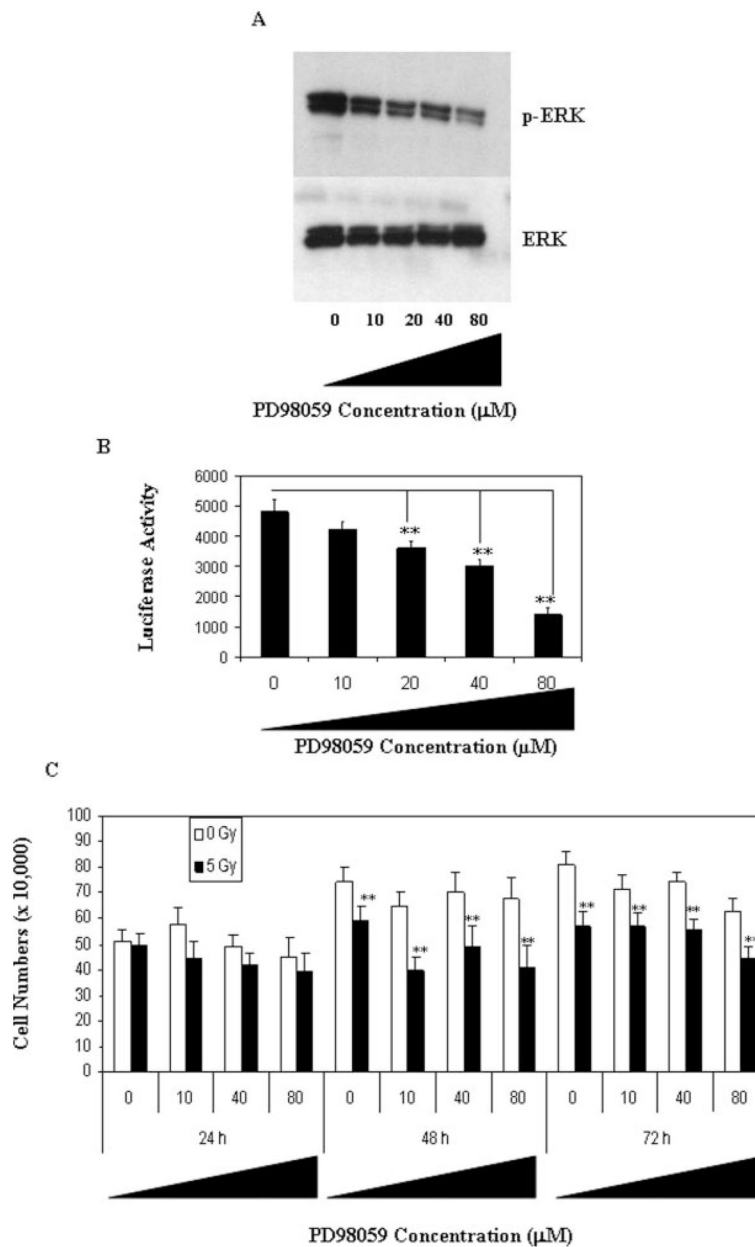 A
p-ERK
ERK
0 10 20 40 80
PD98059 Concentration (µM)
B
Luciferase Activity
6000
5000
4000
3000
2000
1000
0
**
**
**
0 10 20 40 80
PD98059 Concentration (µM)
C
Cell Numbers (x 10,000)
100
90
80
70
60
50
40
30
20
10
0
0 Gy
5 Gy
**
**
**
**
**
**
**
**
0 10 40 80 0 10 40 80 0 10 40 80
24 h 48 h 72 h
PD98059 Concentration (µM)